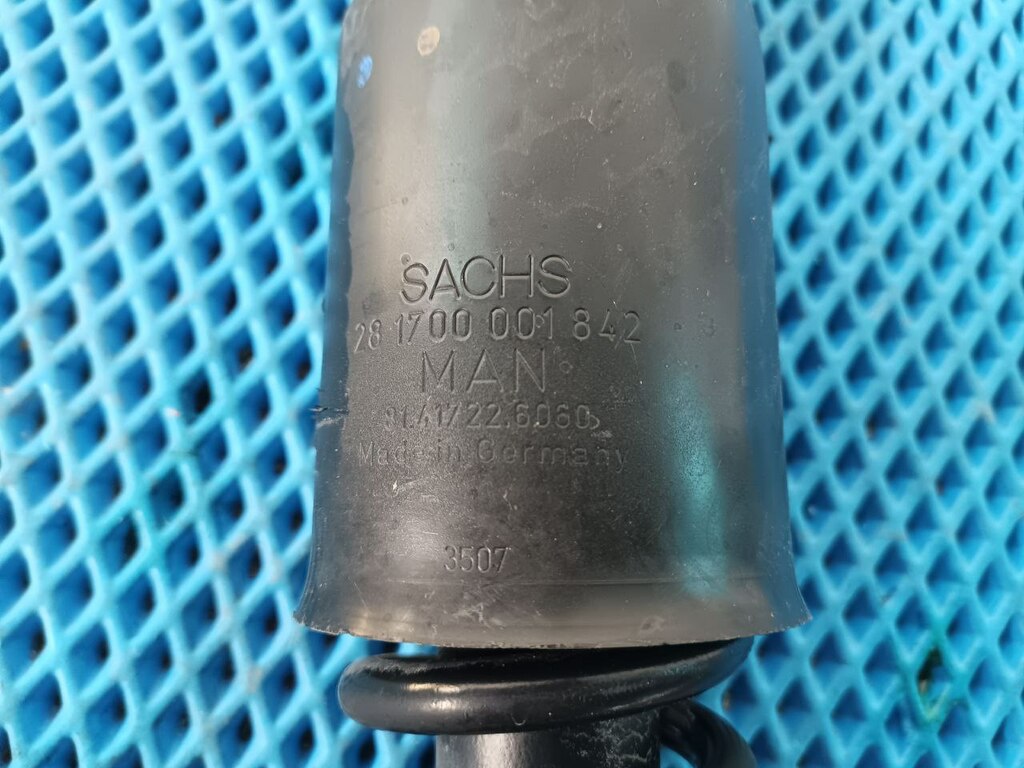 SACHS
28 1700 001 842
MAN
81.41722.6060
Made in Germany
3507